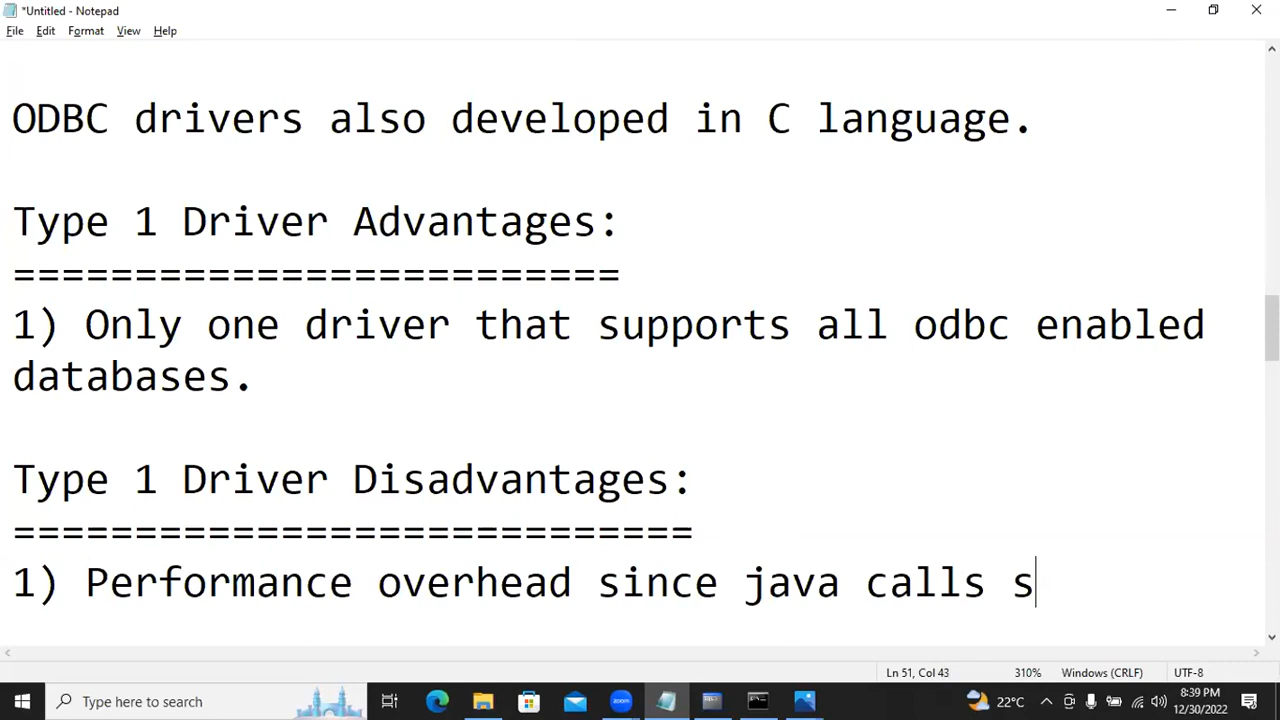 *Untitled - Notepad
File Edit Format View Help
ODBC drivers also developed in C language.
Type 1 Driver Advantages:
=========================
1) Only one driver that supports all odbc enabled
databases.
Type 1 Driver Disadvantages:
============================
1) Performance overhead since java calls s
Ln 51, Col 43 310% Windows (CRLF) UTF-8
Type here to search
zoom
22°C
8:39 PM
12/30/2022